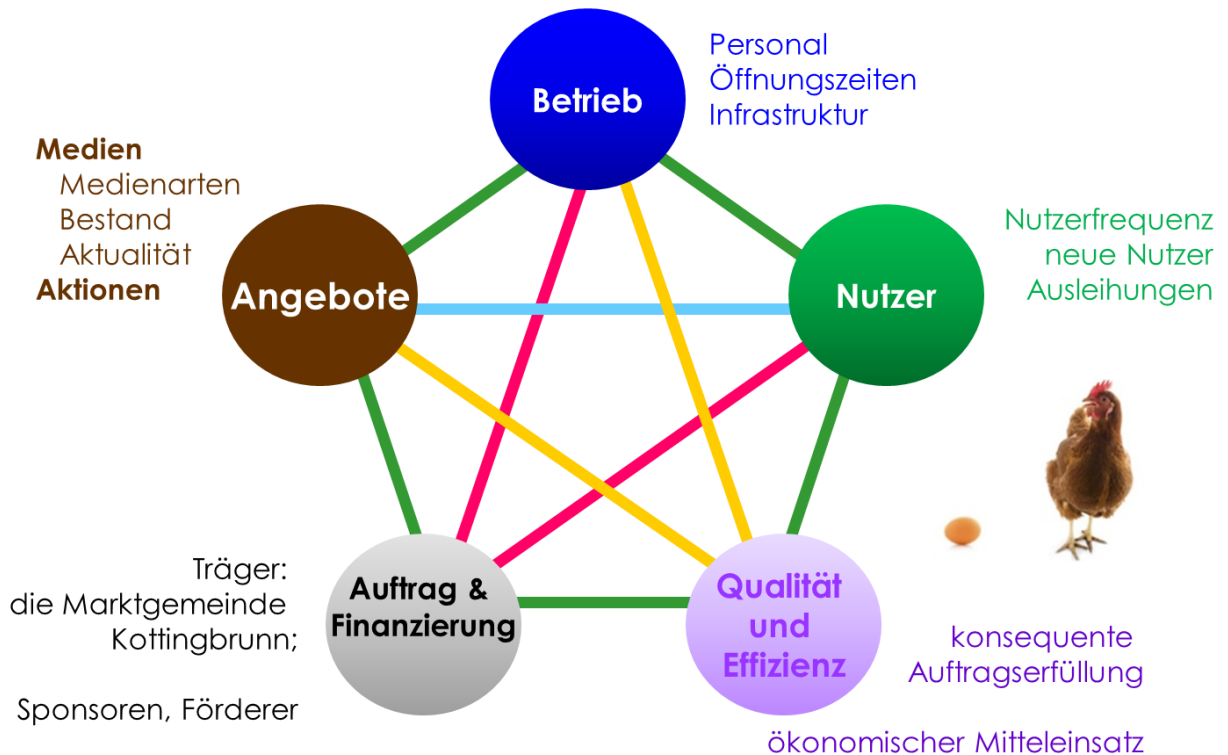 Betrieb
Personal
Öffnungszeiten
Infrastruktur
Medien
Medienarten
Bestand
Aktualität
Aktionen
Angebote
Nutzer
Nutzerfrequenz
neue Nutzer
Ausleihungen
Träger:
die Marktgemeinde
Kottingbrunn;
Sponsoren, Förderer
Auftrag &
Finanzierung
Qualität
und
Effizienz
konsequente
Auftragserfüllung
ökonomischer Mitteleinsatz